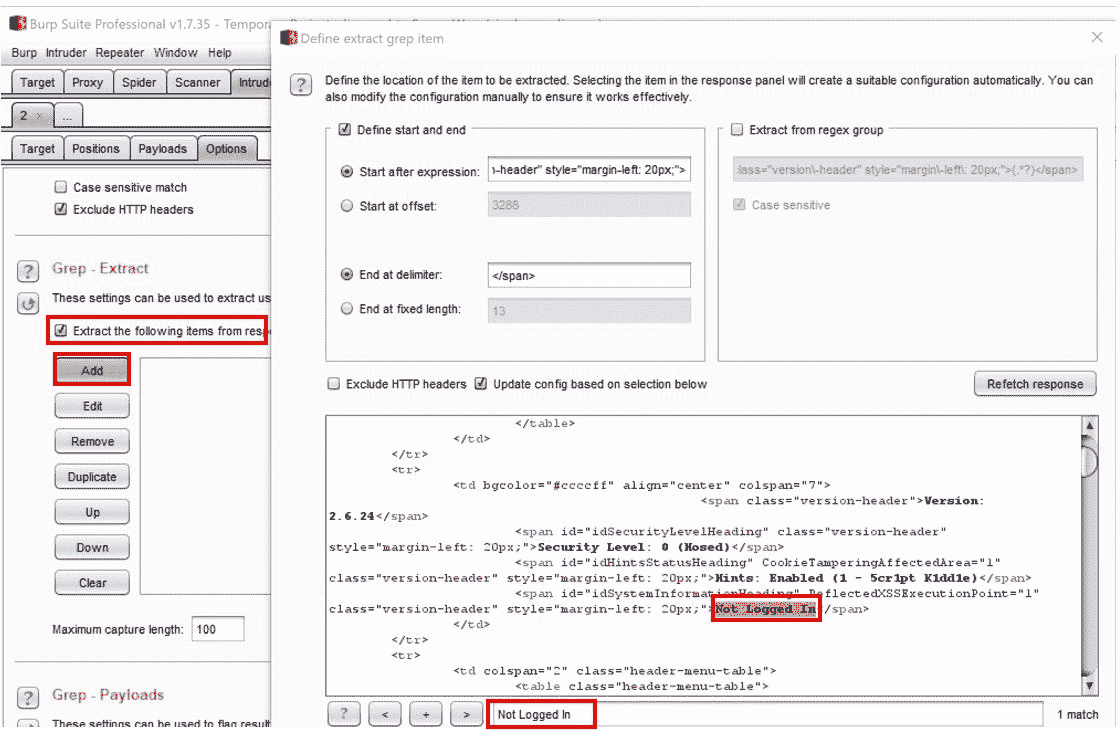 Burp Suite Professional v1.7.35 - Tempora
Burp Intruder Repeater Window Help
Target Proxy Spider Scanner Intrud
2 × ...
Target Positions Payloads Options
Case sensitive match
Exclude HTTP headers
? Grep - Extract
These settings can be used to extract us
Extract the following items from resp
Add
Edit
Remove
Duplicate
Up
Down
Clear
Maximum capture length: 100
? Grep - Payloads
These settings can be used to flag result
Define extract grep item
? Define the location of the item to be extracted. Selecting the item in the response panel will create a suitable configuration automatically. You can
also modify the configuration manually to ensure it works effectively.
Define start and end
Start after expression: -header" style="margin-left: 20px;">
Start at offset: 3288
End at delimiter: </span>
End at fixed length: 13
Extract from regex group
:lass="version\-header" style="margin\-left\: 20px;">(.*?)</span>
Case sensitive
Exclude HTTP headers Update config based on selection below Refetch response
</table>
</td>
</tr>
<tr>
<td bgcolor="#ccccff" align="center" colspan="7">
<span class="version-header">Version:
2.6.24</span>
<span id="idSecurityLevelHeading" class="version-header"
style="margin-left: 20px;">Security Level: 0 (Hosed)</span>
<span id="idHintsStatusHeading" CookieTamperingAffectedArea="1"
class="version-header" style="margin-left: 20px;">Hints: Enabled (1 - 5cr1pt K1dd1e)</span>
<span id="idSystemInformationHeading" ReflectedXSSExecutionPoint="1"
class="version-header" style="margin-left: 20px;">Not Logged In</span>
</td>
</tr>
<tr>
<td colspan="2" class="header-menu-table">
<table class="header-menu-table">
? < + > Not Logged In 1 match